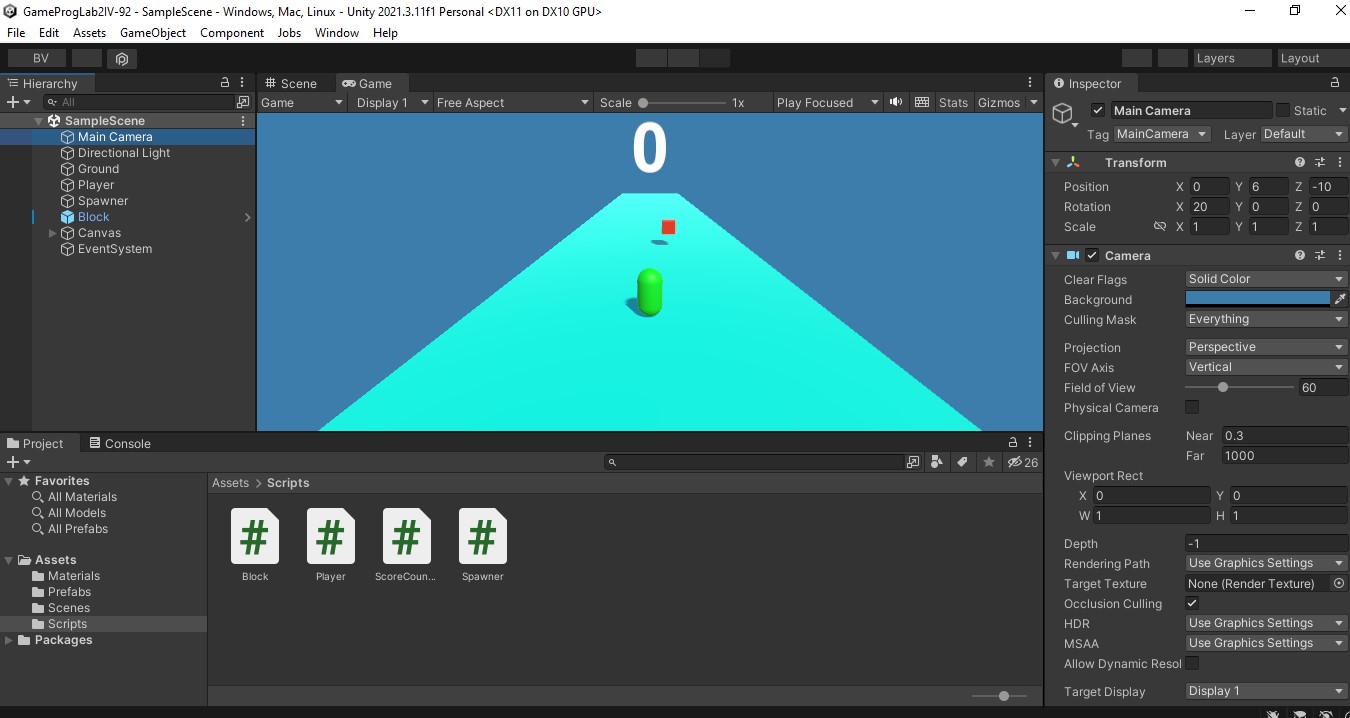 GameProgLab2IV-92 - SampleScene - Windows, Mac, Linux - Unity 2021.3.11f1 Personal <DX11 on DX10 GPU>
File Edit Assets GameObject Component Jobs Window Help
BV Layers Layout
Hierarchy
All
SampleScene
Main Camera
Directional Light
Ground
Player
Spawner
Block
Canvas
EventSystem
Scene Game
Game Display 1 Free Aspect Scale 1x Play Focused Stats Gizmos
0
Inspector
Main Camera Static
Tag MainCamera Layer Default
Transform
Position X 0 Y 6 Z -10
Rotation X 20 Y 0 Z 0
Scale X 1 Y 1 Z 1
Camera
Clear Flags Solid Color
Background
Culling Mask Everything
Projection Perspective
FOV Axis Vertical
Field of View 60
Physical Camera
Clipping Planes Near 0.3
Far 1000
Viewport Rect
X 0 Y 0
W 1 H 1
Depth -1
Rendering Path Use Graphics Settings
Target Texture None (Render Texture)
Occlusion Culling
HDR Use Graphics Settings
MSAA Use Graphics Settings
Allow Dynamic Resol
Target Display Display 1
Project Console
26
Favorites
All Materials
All Models
All Prefabs
Assets
Materials
Prefabs
Scenes
Scripts
Packages
Assets > Scripts
# # # #
Block Player ScoreCoun... Spawner